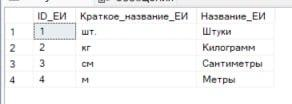 ID_ЕИ Краткое_название_ЕИ Название_ЕИ
1 1 шт. Штуки
2 2 кг Килограмм
3 3 см Сантиметры
4 4 м Метры